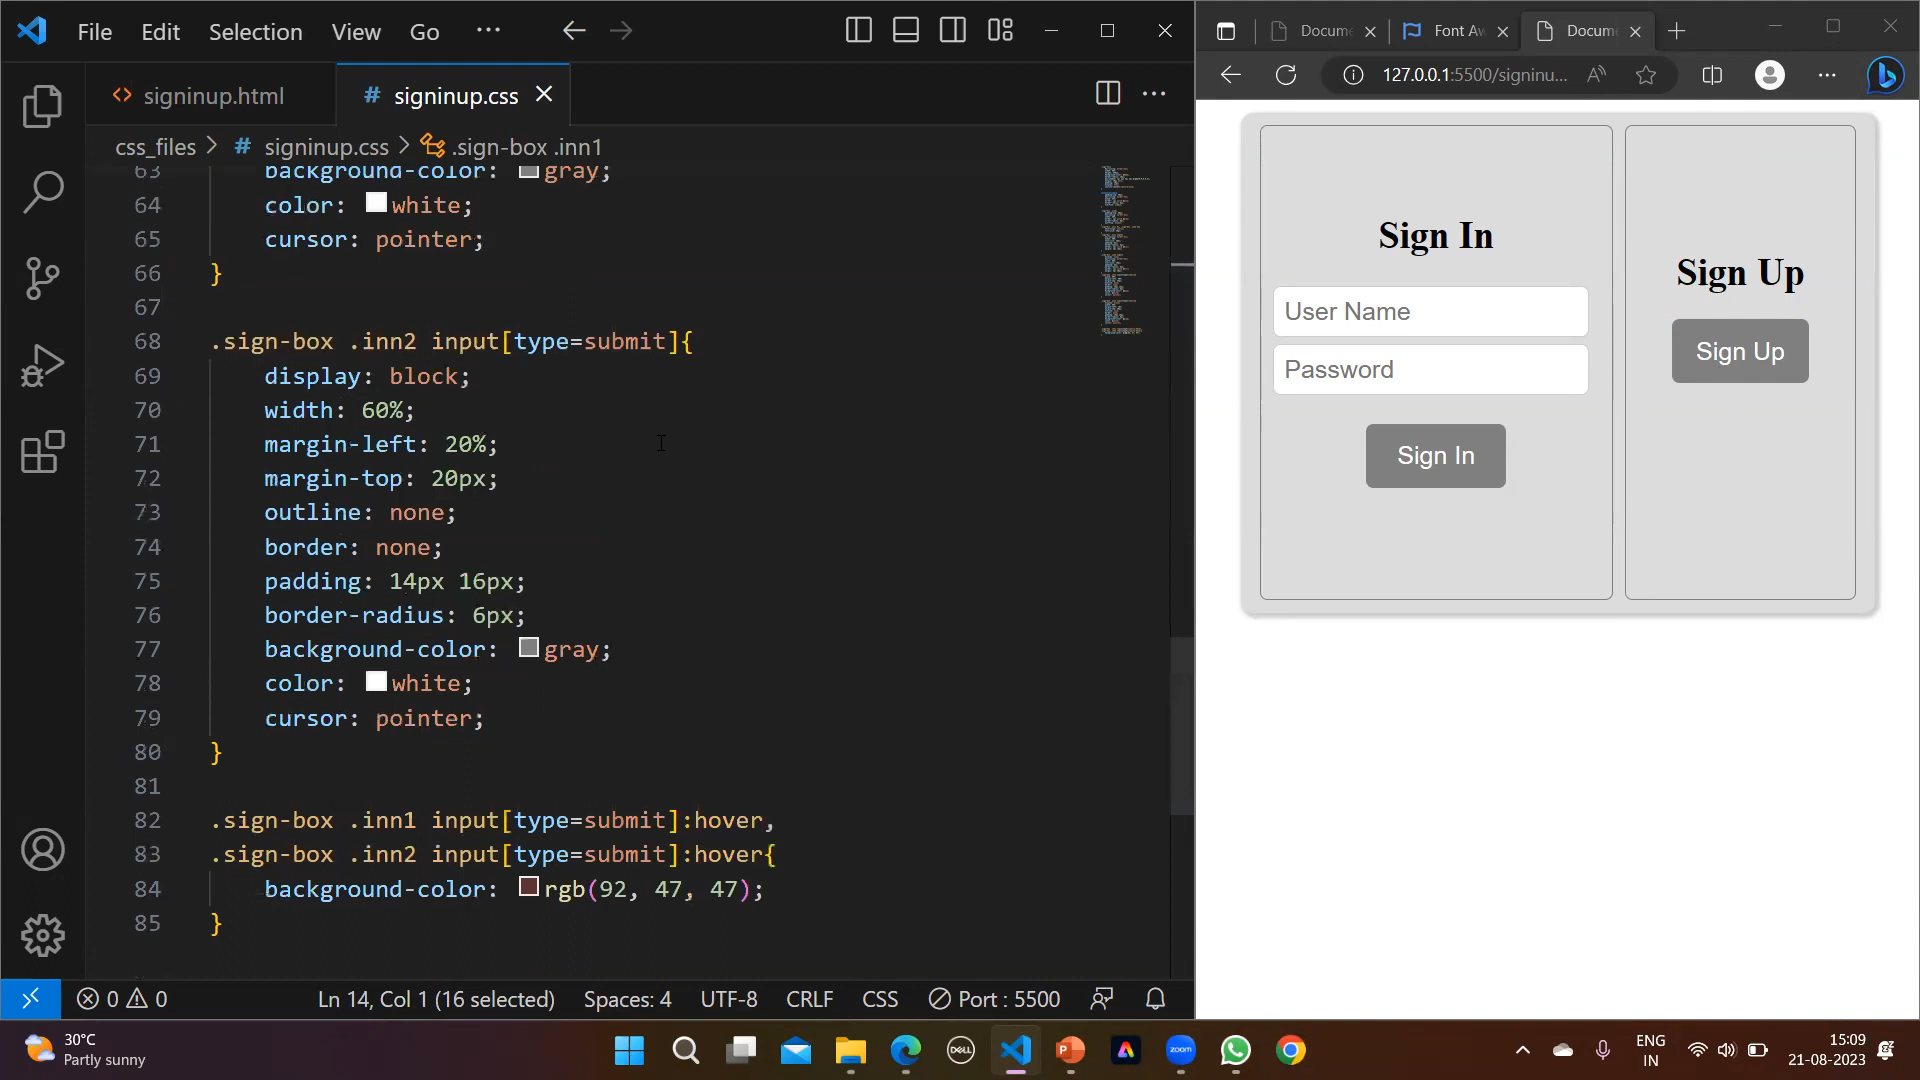 File Edit Selection View Go ...
signinup.html
# signinup.css
css_files > # signinup.css > .sign-box .inn1
63 background-color: gray;
64 color: white;
65 cursor: pointer;
66 }
67
68 .sign-box .inn2 input[type=submit]{
69 display: block;
70 width: 60%;
71 margin-left: 20%;
72 margin-top: 20px;
73 outline: none;
74 border: none;
75 padding: 14px 16px;
76 border-radius: 6px;
77 background-color: gray;
78 color: white;
79 cursor: pointer;
80 }
81
82 .sign-box .inn1 input[type=submit]:hover,
83 .sign-box .inn2 input[type=submit]:hover{
84 background-color: rgb(92, 47, 47);
85 }
0 0
Ln 14, Col 1 (16 selected) Spaces: 4 UTF-8 CRLF CSS Port : 5500
Docume Font Aw Docum
127.0.0.1:5500/signinu...
Sign In
User Name
Password
Sign In
Sign Up
Sign Up
30°C
Partly sunny
DELL
zoom
ENG
IN
15:09
21-08-2023